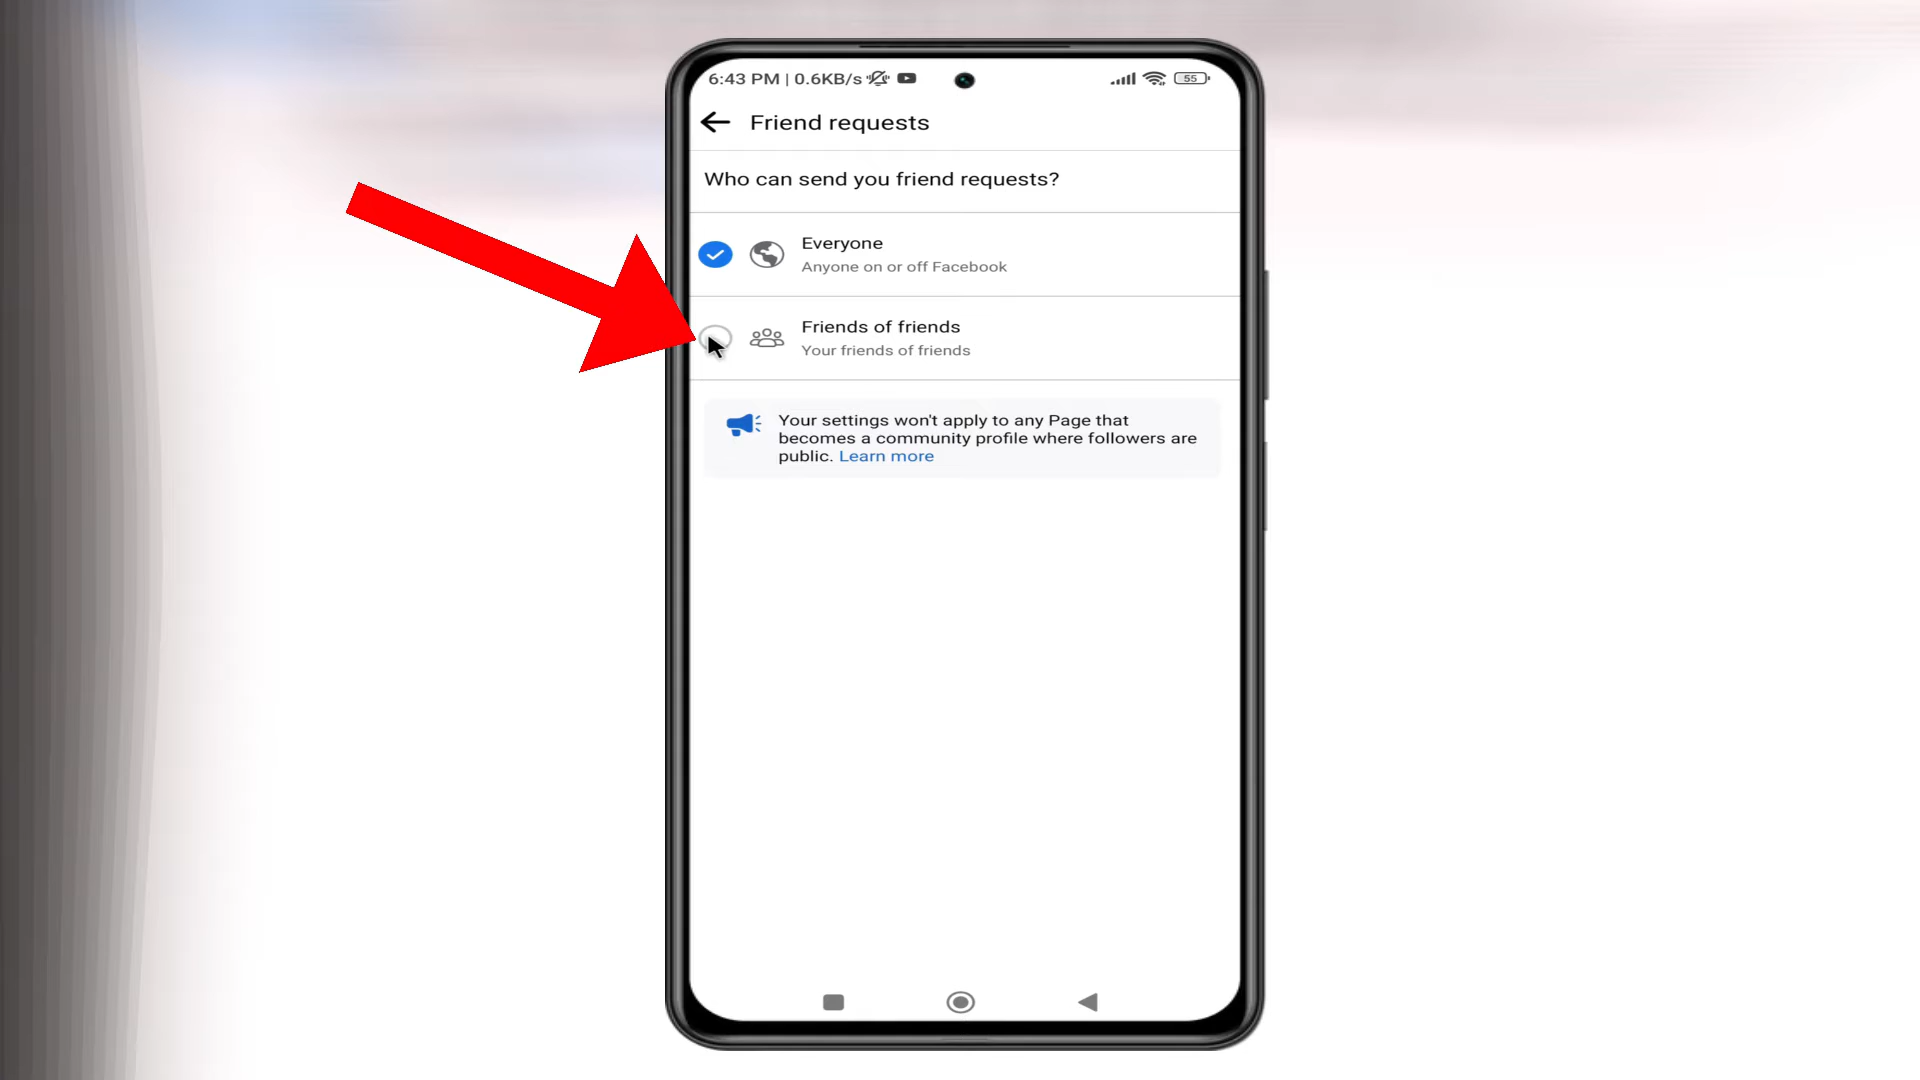 6:43 PM | 0.6KB/s
55
Friend requests
Who can send you friend requests?
Everyone
Anyone on or off Facebook
Friends of friends
Your friends of friends
Your settings won't apply to any Page that
becomes a community profile where followers are
public. Learn more